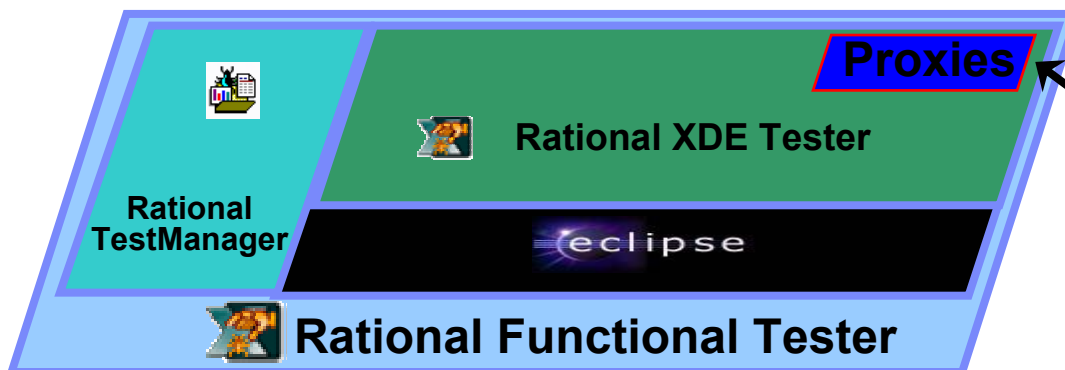 Proxies
Rational XDE Tester
Rational
TestManager
eclipse
Rational Functional Tester